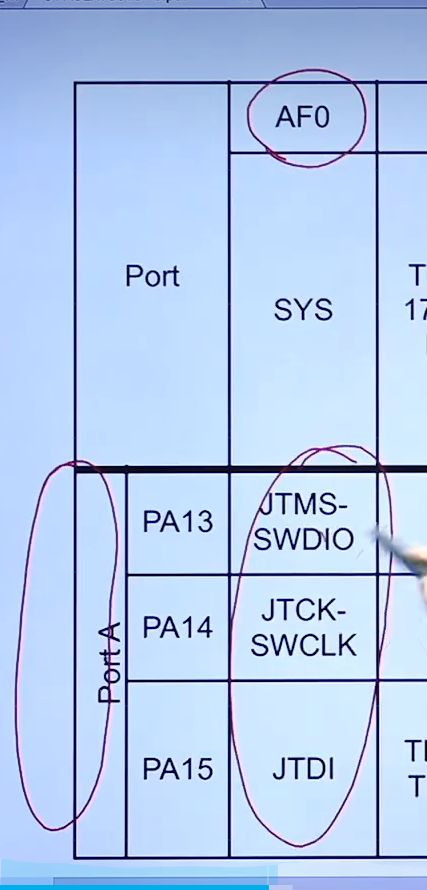 AF0
Port
SYS
JTMS-
PA13
SWDIO
JTCK-
PA14
SWCLK
Port A
PA15
JTDI